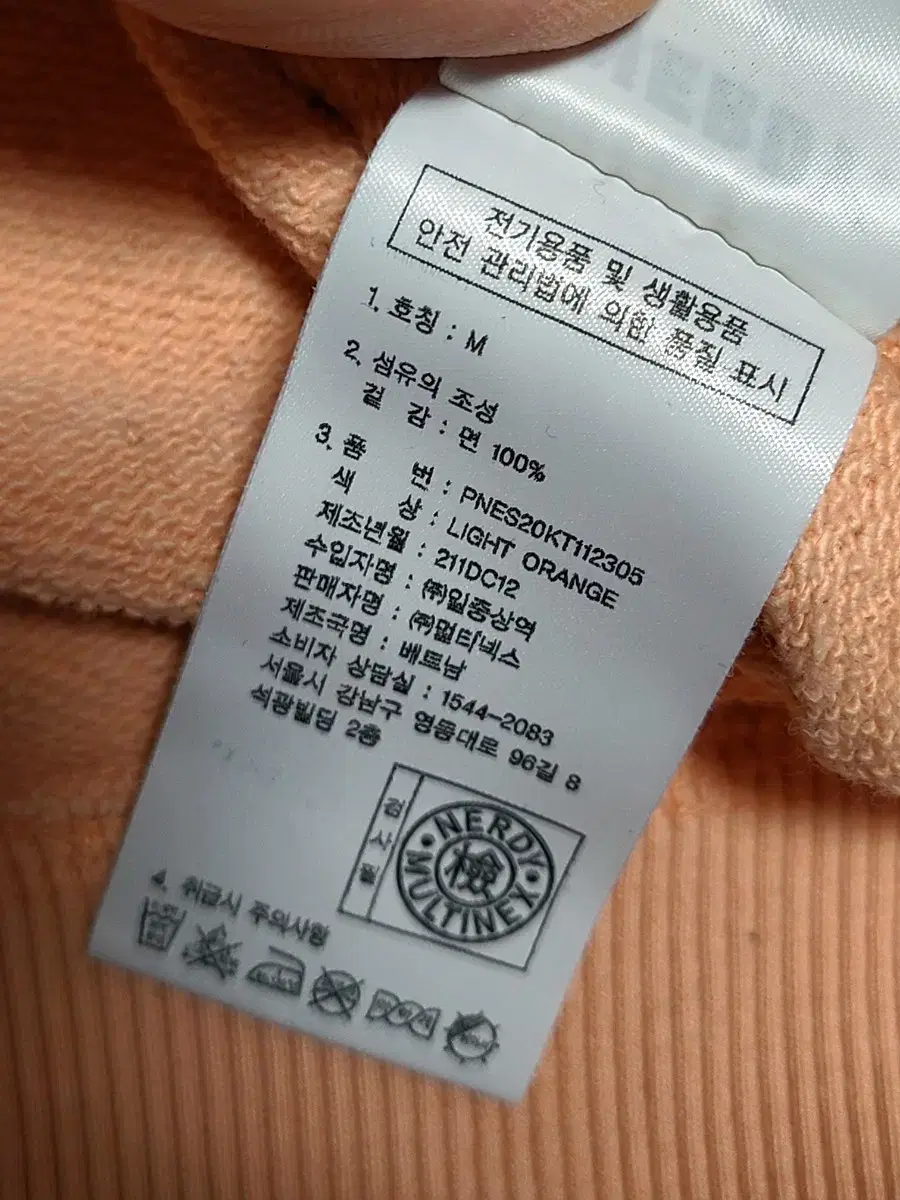 전기용품 및 생활용품
안전 관리법에 의한 품질 표시
1. 호칭 : M
2. 섬유의 조성
겉 감 : 면 100%
3. 품 번 : PNES20KT112305
색 상 : LIGHT ORANGE
제조년월 : 211DC12
수입자명 : ㈜일중상역
판매자명 : ㈜멀티넥스
제조국명 : 베트남
소비자 상담실 : 1544-2083
서울시 강남구 영동대로 96길 8
석광빌딩 2층
검사필
NERDY
檢
MULTINEX
4. 취급시 주의사항